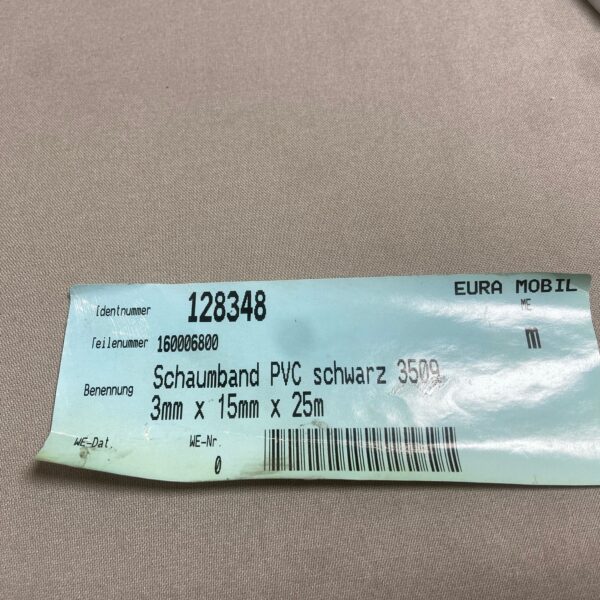 EURA MOBIL
Identnummer 128348 ME
Teilenummer 160006800 m
Benennung Schaumband PVC schwarz 3509
3mm x 15mm x 25m
WE-Dat. WE-Nr.
0